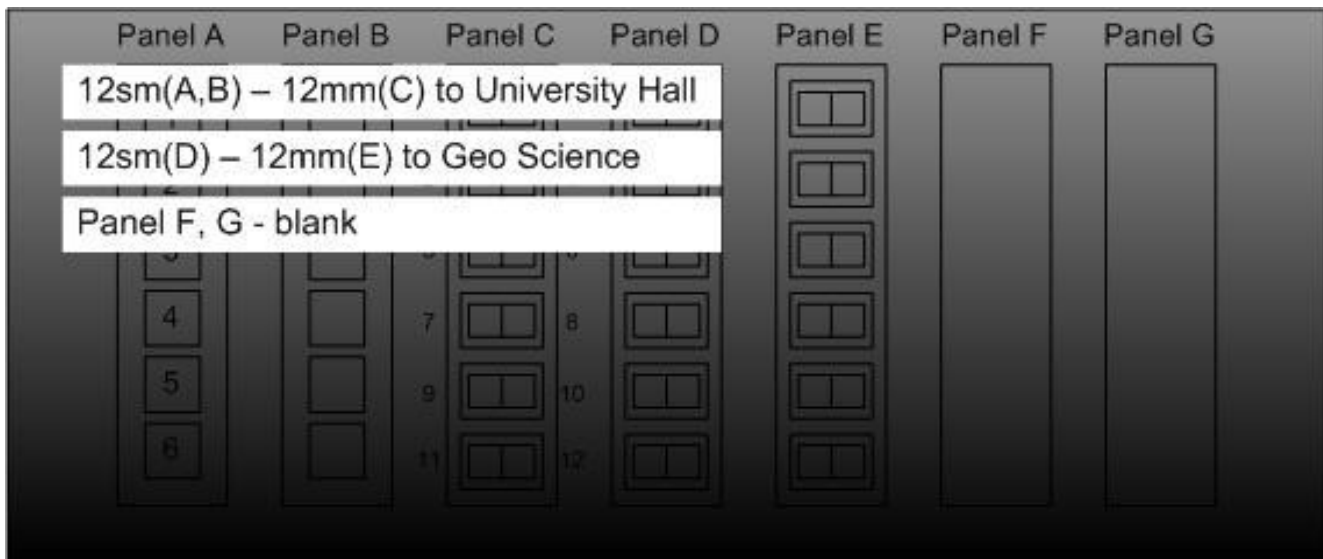 Panel A Panel B Panel C Panel D Panel E Panel F Panel G
12sm(A,B) – 12mm(C) to University Hall
12sm(D) – 12mm(E) to Geo Science
Panel F, G - blank
4 7 8
5 9 10
6 11 12